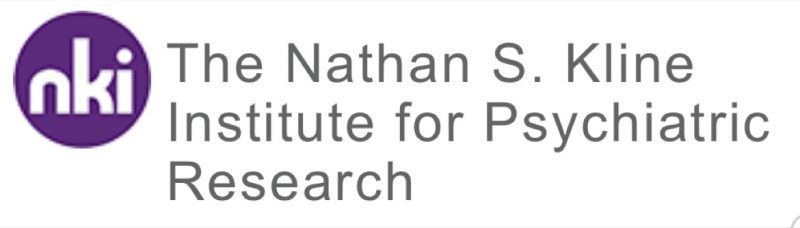 nki
The Nathan S. Kline
Institute for Psychiatric
Research